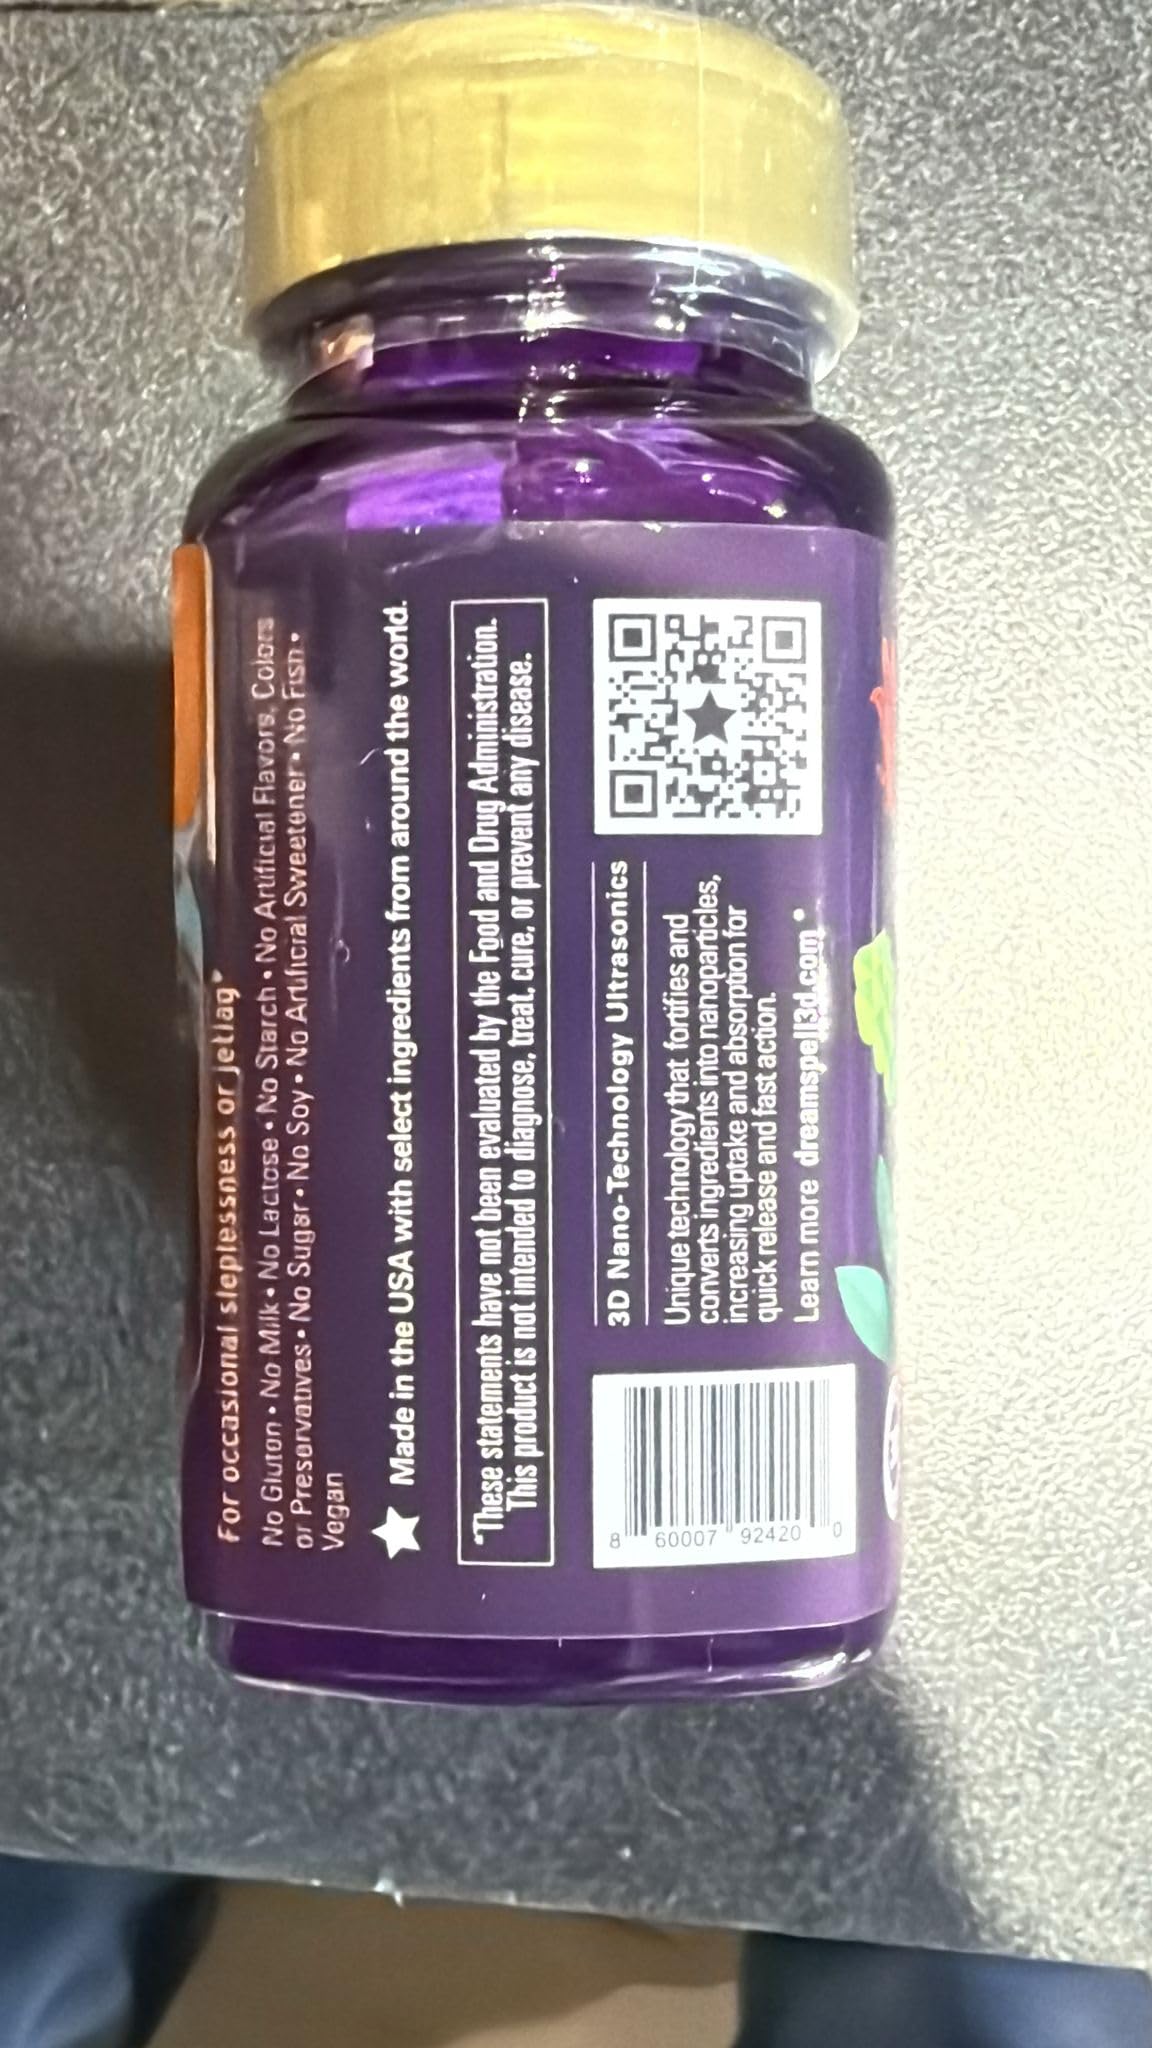 For occasional sleplessness or jetlag*
No Gluton • No Milk • No Lactose • No Starch • No Artificial Flavors, Colors
or Preservatives • No Sugar • No Soy • No Artificial Sweetener • No Fish •
Vegan
Made in the USA with select ingredients from around the world.
*These statements have not been evaluated by the Food and Drug Administration.
This product is not intended to diagnose, treat, cure, or prevent any disease.
3D Nano-Technology Ultrasonics
Unique technology that fortifies and
converts ingredients into nanoparticles,
increasing uptake and absorption for
quick release and fast action.
Learn more dreamspell3d.com*
8 60007 92420 0